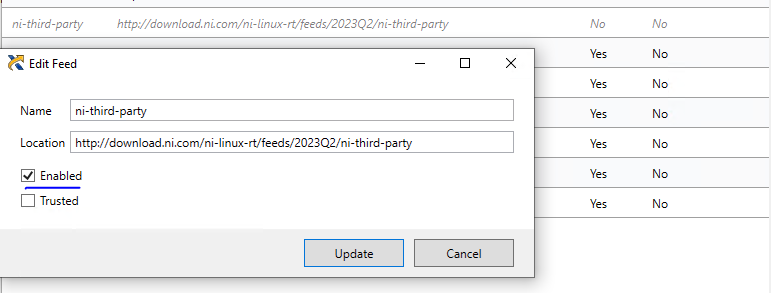 ni-third-party http://download.ni.com/ni-linux-rt/feeds/2023Q2/ni-third-party No No
Edit Feed
Yes No
Yes No
Name ni-third-party
Yes No
Location http://download.ni.com/ni-linux-rt/feeds/2023Q2/ni-third-party
Yes No
Enabled
Yes No
Trusted
Yes No
Update Cancel